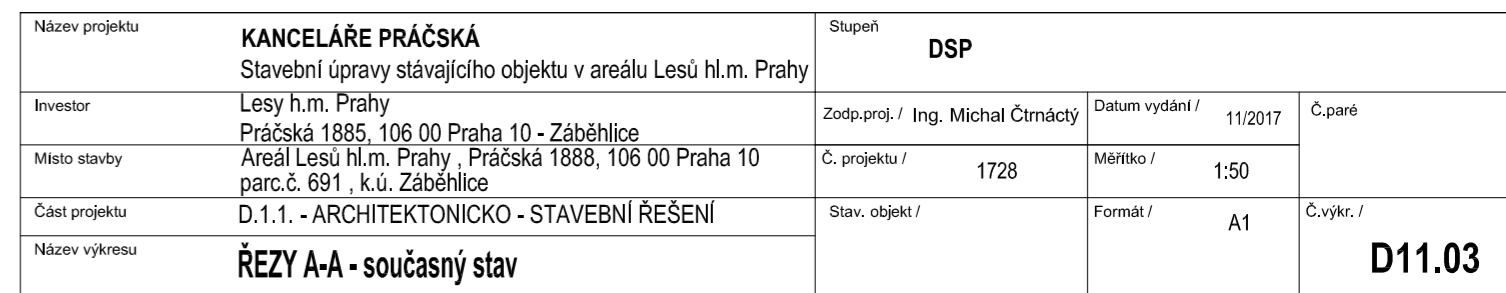 Název projektu
KANCELÁŘE PRÁČSKÁ
Stavební úpravy stávajícího objektu v areálu Lesů hl.m. Prahy
Stupeň
DSP
Investor
Lesy h.m. Prahy
Práčská 1885, 106 00 Praha 10 - Záběhlice
Zodp.proj. / Ing. Michal Čtrnáctý
Datum vydání / 11/2017
Č.paré
Místo stavby
Areál Lesů hl.m. Prahy , Práčská 1888, 106 00 Praha 10
parc.č. 691 , k.ú. Záběhlice
Č. projektu / 1728
Měřítko / 1:50
Část projektu
D.1.1. - ARCHITEKTONICKO - STAVEBNÍ ŘEŠENÍ
Stav. objekt /
Formát / A1
Č.výkr. /
D11.03
Název výkresu
ŘEZY A-A - současný stav